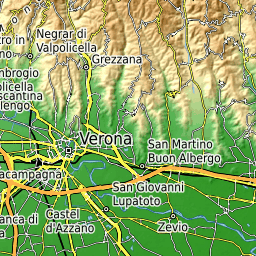 Negrar di
Valpolicella
Grezzana
Verona
San Martino
Buon Albergo
San Giovanni
Lupatoto
Castel
d'Azzano
Zevio